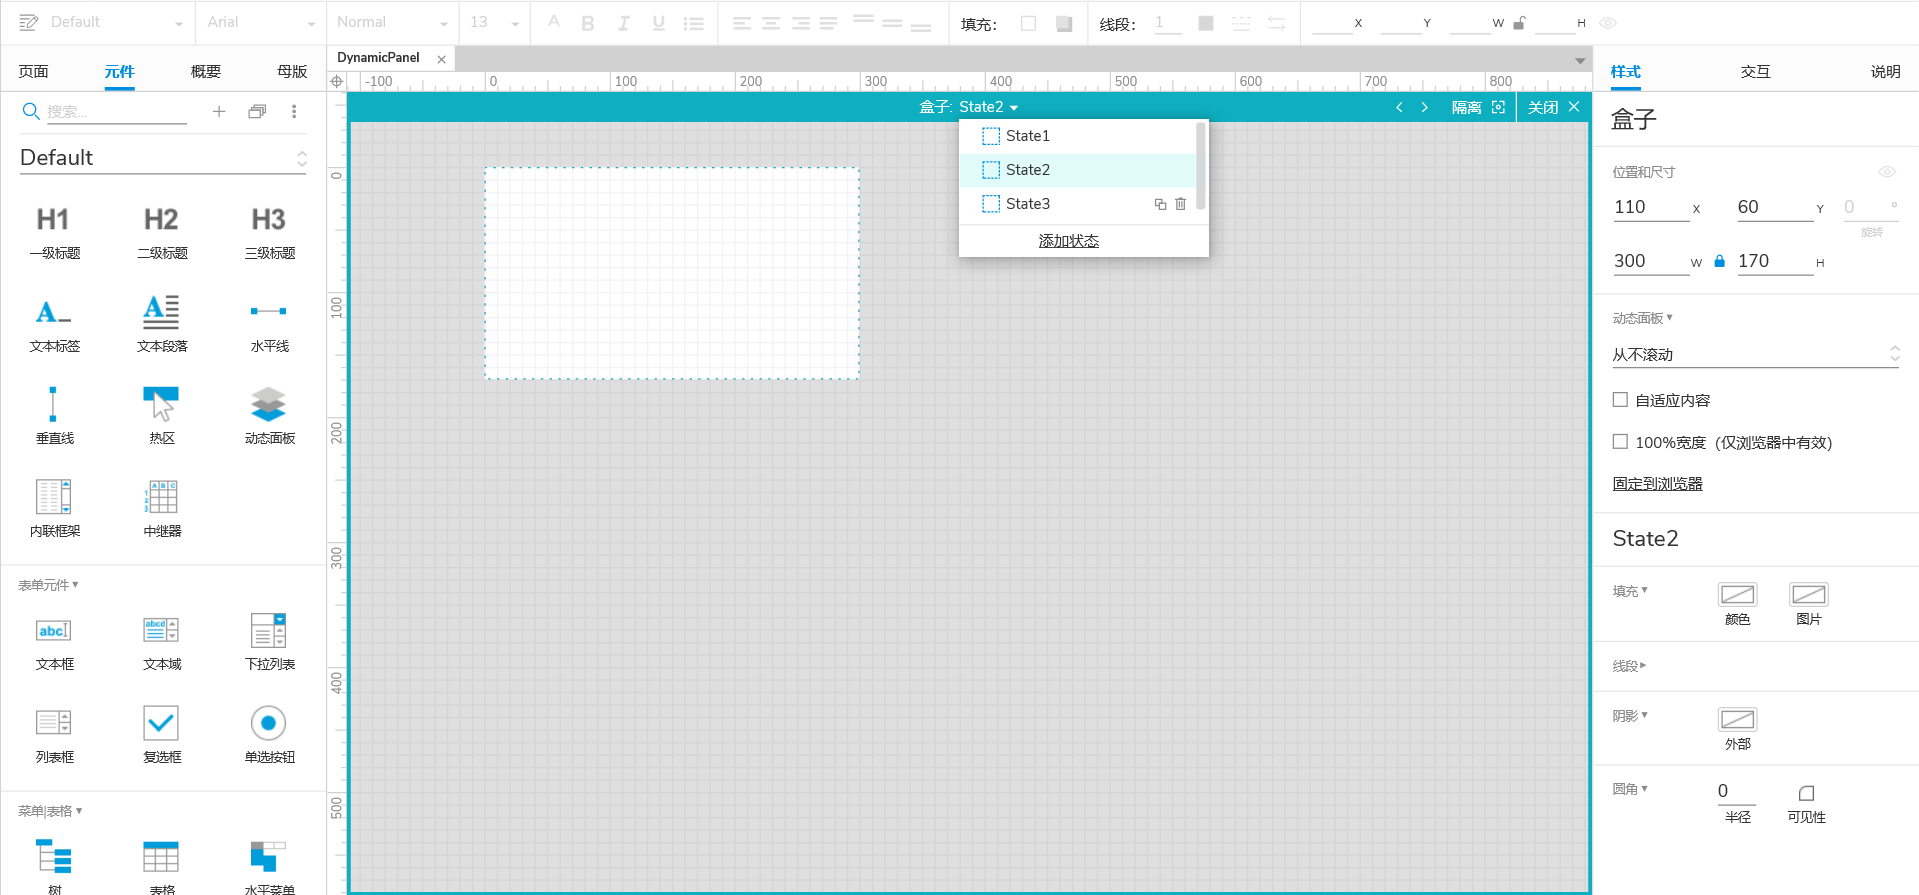 Default Arial Normal 13 填充： 线段： 1 X Y W H
DynamicPanel
页面 元件 概要 母版
-100 0 100 200 300 400 500 600 700 800
样式 交互 说明
搜索...
盒子: State2 隔离 关闭
盒子
Default
State1
State2
State3
添加状态
0
100
200
300
400
500
H1 H2 H3
一级标题 二级标题 三级标题
文本标签 文本段落 水平线
垂直线 热区 动态面板
内联框架 中继器
表单元件
abc abcd
文本框 文本域 下拉列表
列表框 复选框 单选按钮
菜单|表格
树 表格 水平菜单
位置和尺寸
110 X 60 Y 0 °
旋转
300 W 170 H
动态面板
从不滚动
自适应内容
100%宽度（仅浏览器中有效）
固定到浏览器
State2
填充
颜色 图片
线段
阴影
外部
圆角 0
半径 可见性